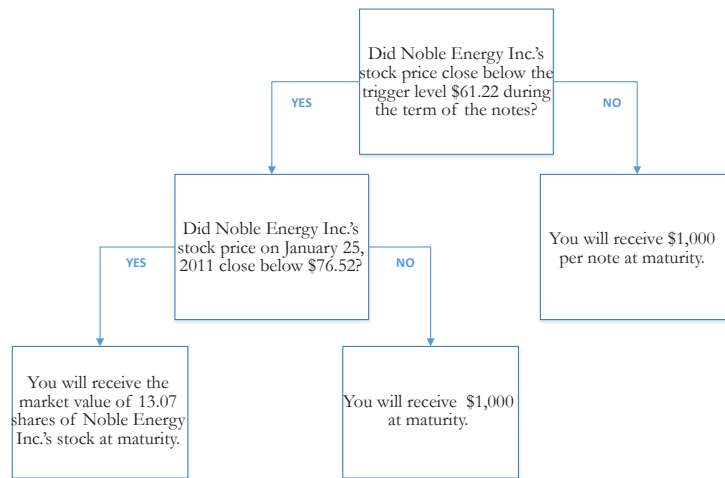 Did Noble Energy Inc.'s
stock price close below the
trigger level $61.22 during
the term of the notes?
YES
NO
Did Noble Energy Inc.'s
stock price on January 25,
2011 close below $76.52?
You will receive $1,000
per note at maturity.
YES
NO
You will receive the
market value of 13.07
shares of Noble Energy
Inc.'s stock at maturity.
You will receive $1,000
at maturity.